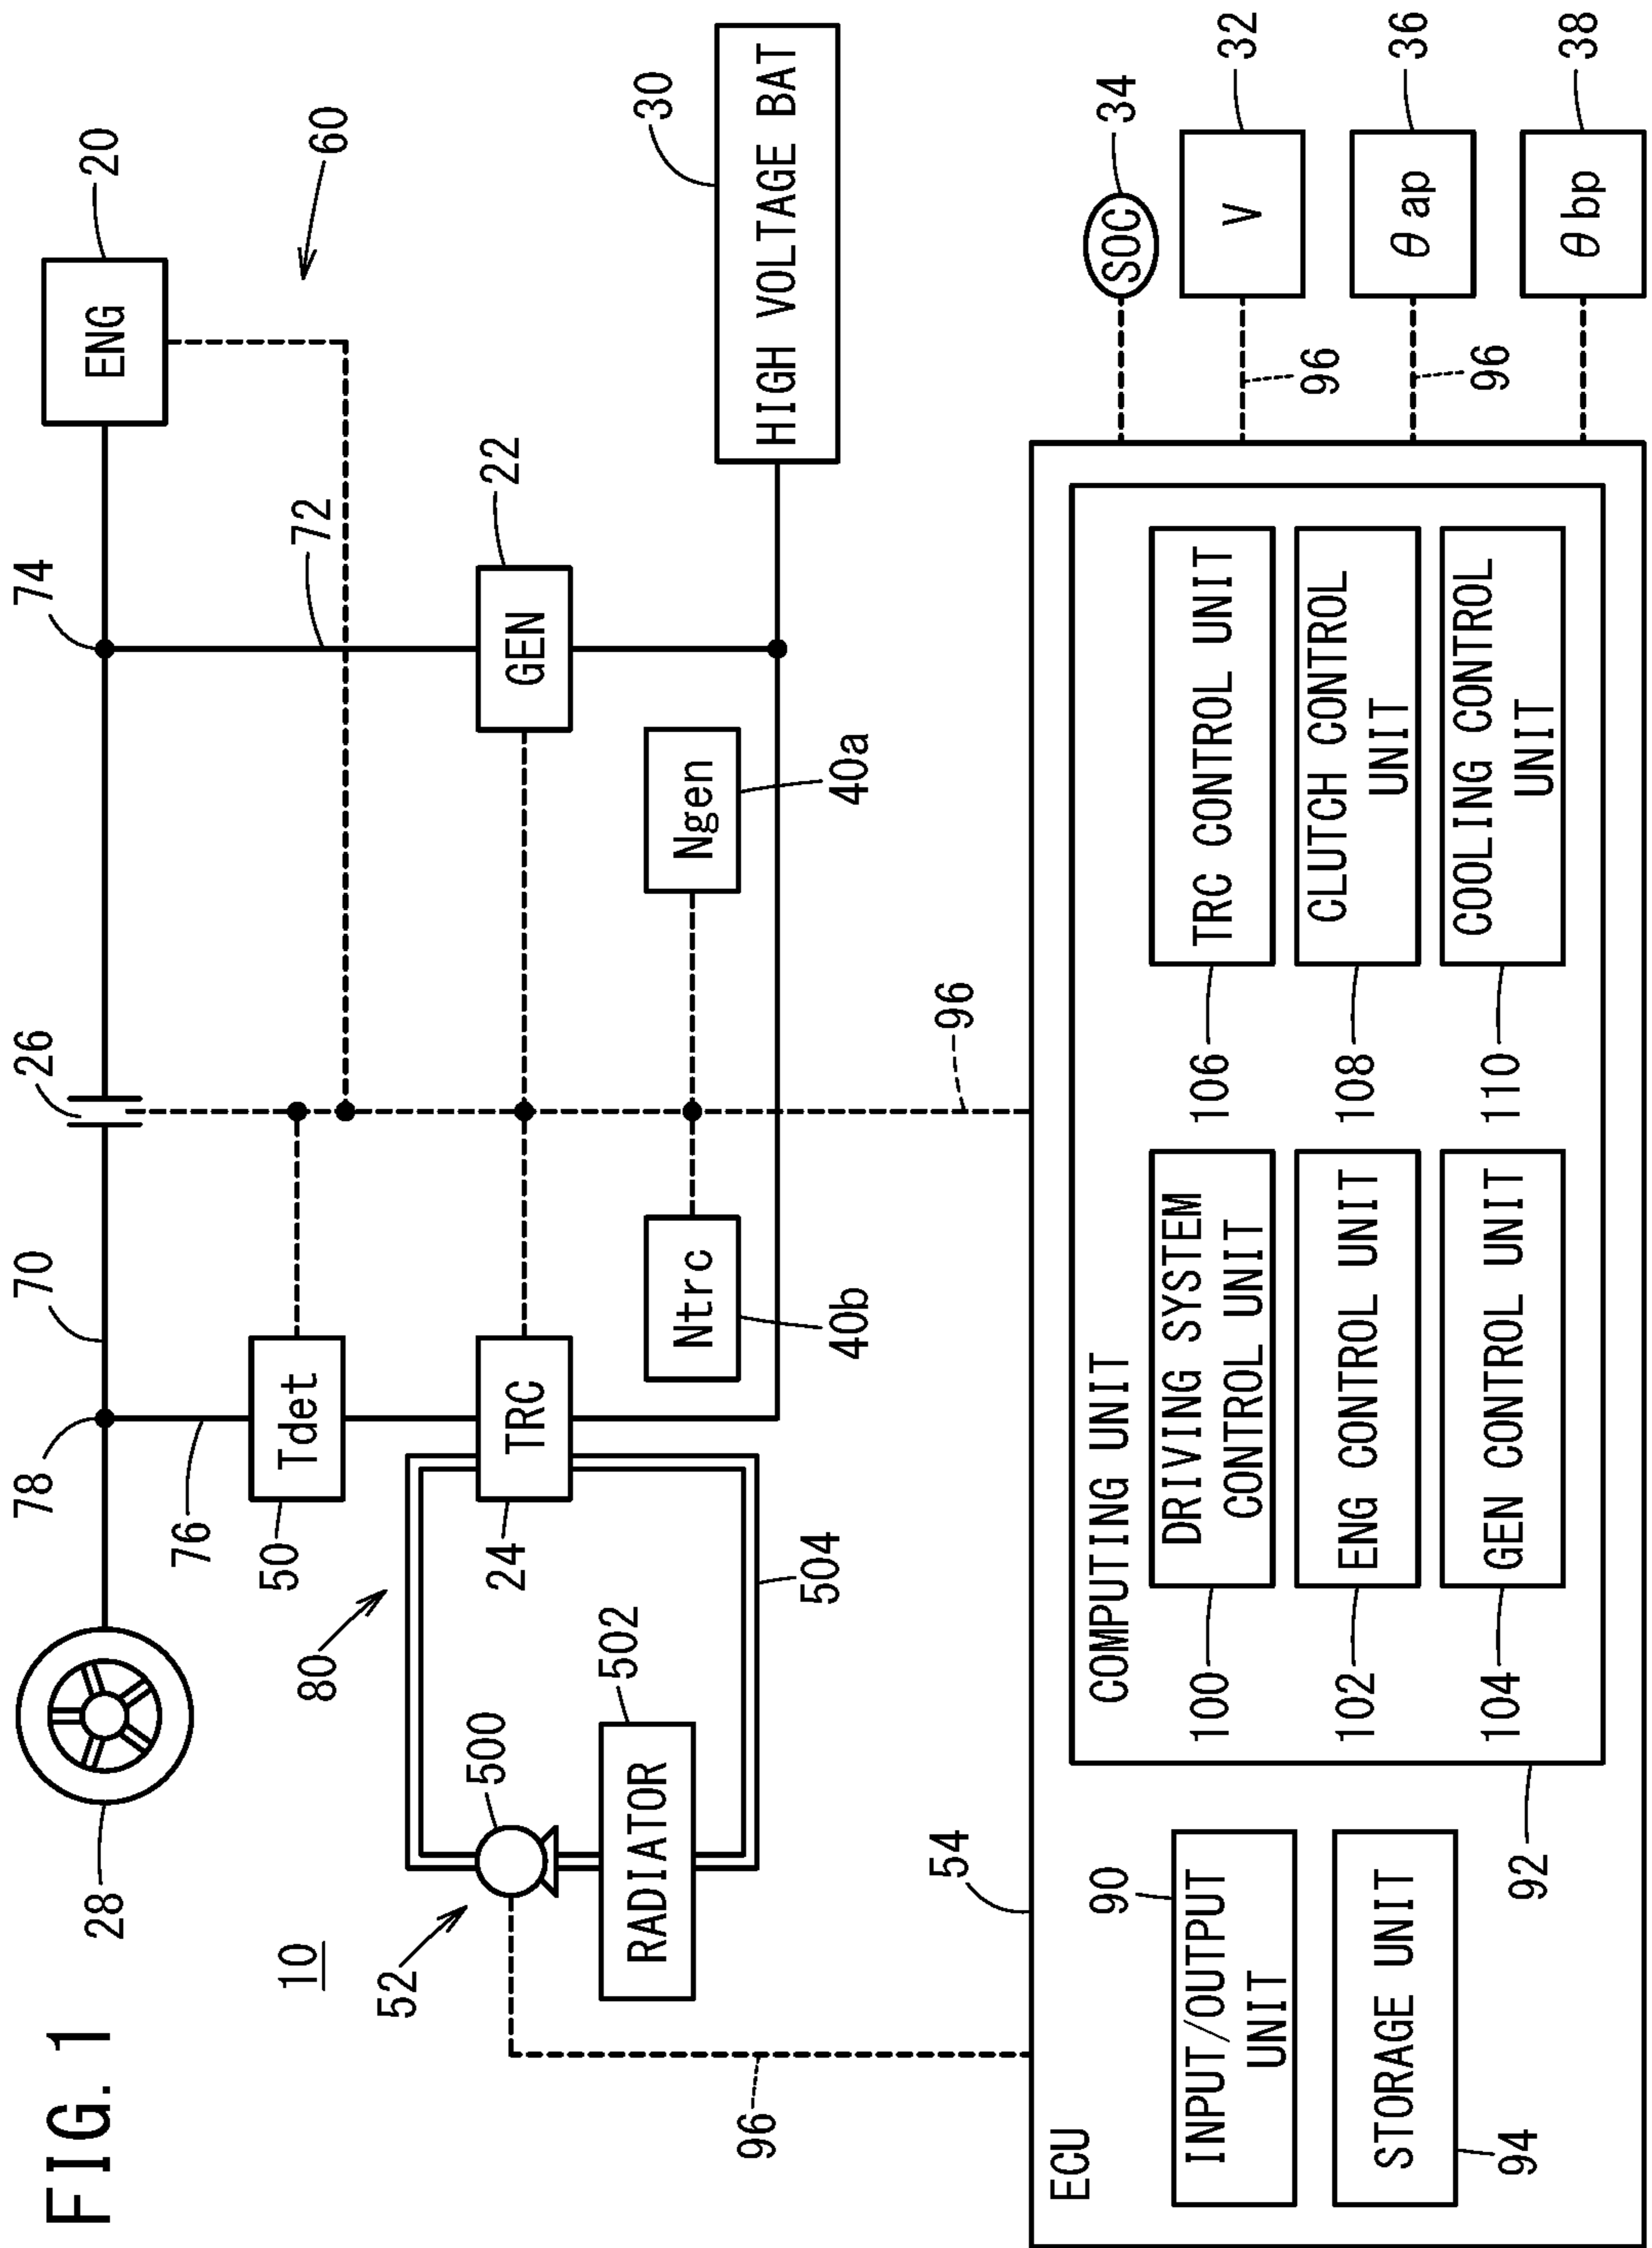 FIG. 1
10
28
78
70
26
74
20
ENG
60
76
72
50
Tdet
80
24
TRC
22
GEN
52
500
502
RADIATOR
504
Ntrc
40b
Ngen
40a
30
HIGH VOLTAGE BAT
96
96
54
ECU
90
INPUT/OUTPUT
UNIT
STORAGE UNIT
94
92
COMPUTING UNIT
100
DRIVING SYSTEM
CONTROL UNIT
102
ENG CONTROL UNIT
104
GEN CONTROL UNIT
106
TRC CONTROL UNIT
108
CLUTCH CONTROL
UNIT
110
COOLING CONTROL
UNIT
SOC
34
96
V
32
96
θap
36
θbp
38